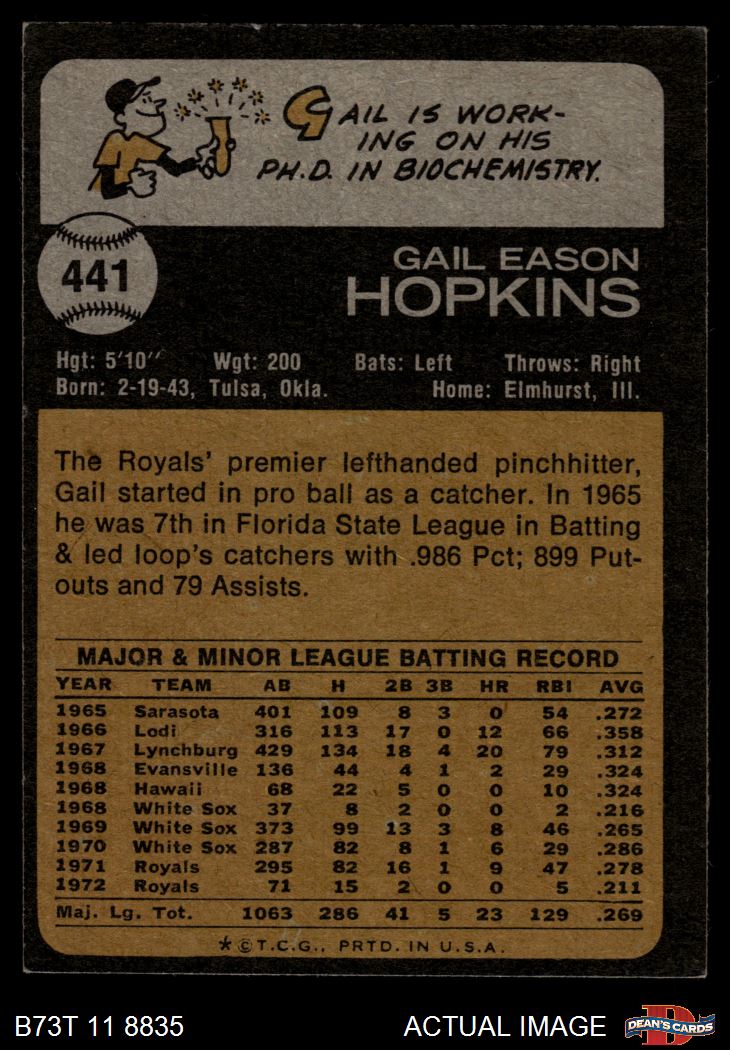 GAIL IS WORK-
ING ON HIS
PH.D. IN BIOCHEMISTRY.
441
GAIL EASON
HOPKINS
Hgt: 5'10" Wgt: 200 Bats: Left Throws: Right
Born: 2-19-43, Tulsa, Okla. Home: Elmhurst, Ill.
The Royals' premier lefthanded pinchhitter,
Gail started in pro ball as a catcher. In 1965
he was 7th in Florida State League in Batting
& led loop's catchers with .986 Pct; 899 Put-
outs and 79 Assists.
MAJOR & MINOR LEAGUE BATTING RECORD
YEAR TEAM AB H 2B 3B HR RBI AVG
1965 Sarasota 401 109 8 3 0 54 .272
1966 Lodi 316 113 17 0 12 66 .358
1967 Lynchburg 429 134 18 4 20 79 .312
1968 Evansville 136 44 4 1 2 29 .324
1968 Hawaii 68 22 5 0 0 10 .324
1968 White Sox 37 8 2 0 0 2 .216
1969 White Sox 373 99 13 3 8 46 .265
1970 White Sox 287 82 8 1 6 29 .286
1971 Royals 295 82 16 1 9 47 .278
1972 Royals 71 15 2 0 0 5 .211
Maj. Lg. Tot. 1063 286 41 5 23 129 .269
*©T.C.G., PRTD. IN U.S.A.
B73T 11 8835 ACTUAL IMAGE D
DEAN'S CARDS